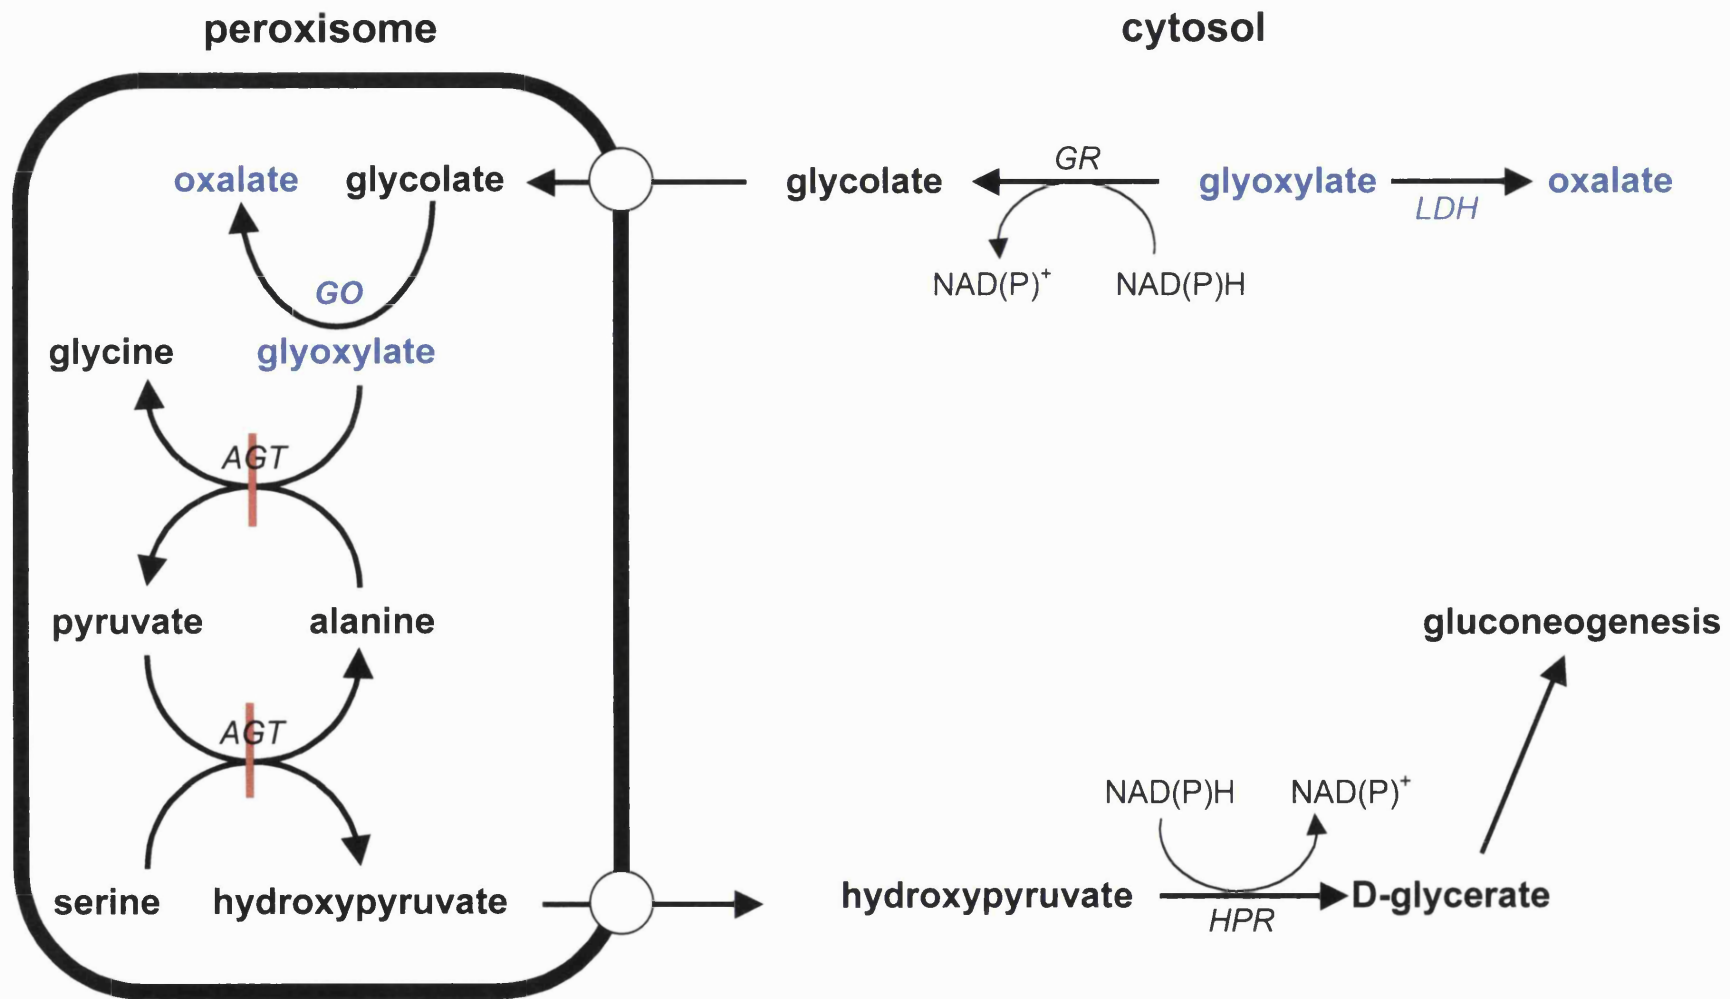 peroxisome
cytosol
oxalate
glycolate
glycolate
GR
glyoxylate
LDH
oxalate
NAD(P)⁺
NAD(P)H
GO
glycine
glyoxylate
AGT
pyruvate
alanine
gluconeogenesis
AGT
NAD(P)H
NAD(P)⁺
serine
hydroxypyruvate
hydroxypyruvate
HPR
D-glycerate